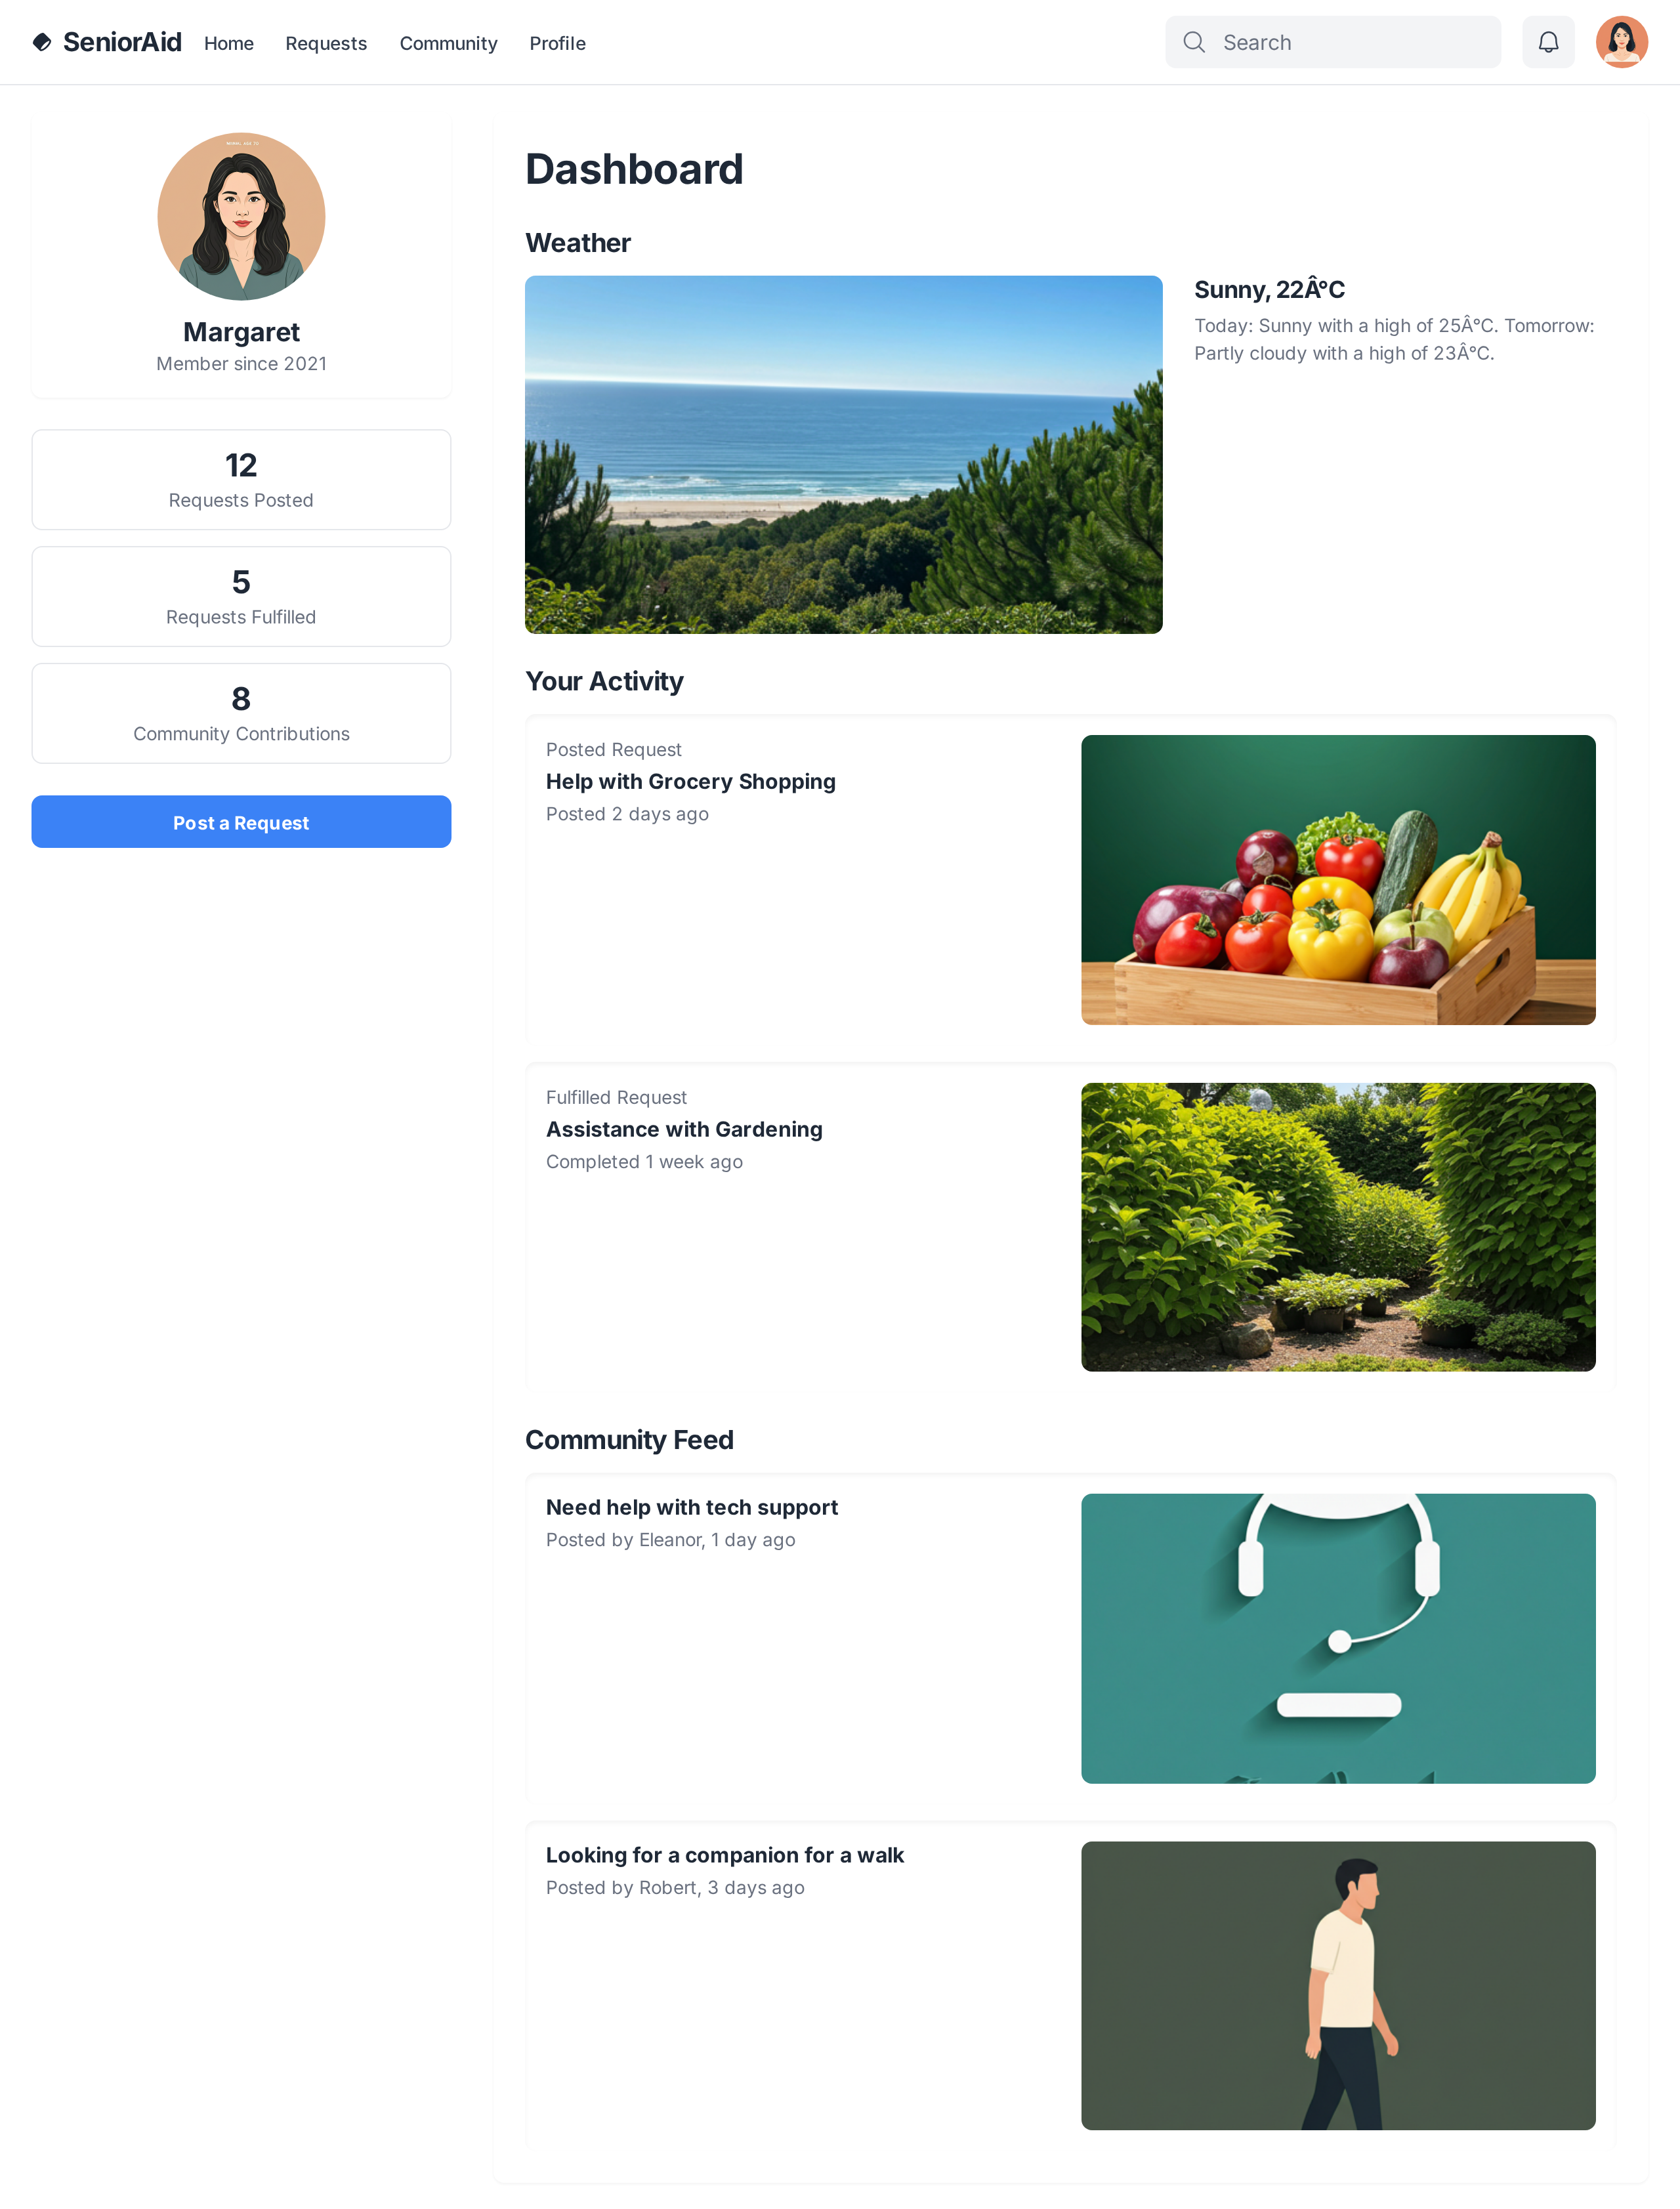 SeniorAid
Home
Requests
Community
Profile
Search
Margaret
Member since 2021
12
Requests Posted
5
Requests Fulfilled
8
Community Contributions
Post a Request
Dashboard
Weather
Sunny, 22Â°C
Today: Sunny with a high of 25Â°C. Tomorrow:
Partly cloudy with a high of 23Â°C.
Your Activity
Posted Request
Help with Grocery Shopping
Posted 2 days ago
Fulfilled Request
Assistance with Gardening
Completed 1 week ago
Community Feed
Need help with tech support
Posted by Eleanor, 1 day ago
Looking for a companion for a walk
Posted by Robert, 3 days ago